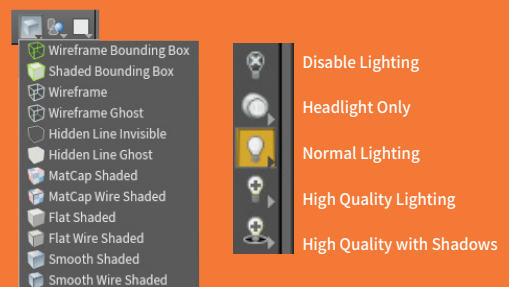 Wireframe Bounding Box
Shaded Bounding Box
Wireframe
Wireframe Ghost
Hidden Line Invisible
Hidden Line Ghost
MatCap Shaded
MatCap Wire Shaded
Flat Shaded
Flat Wire Shaded
Smooth Shaded
Smooth Wire Shaded
Disable Lighting
Headlight Only
Normal Lighting
High Quality Lighting
High Quality with Shadows